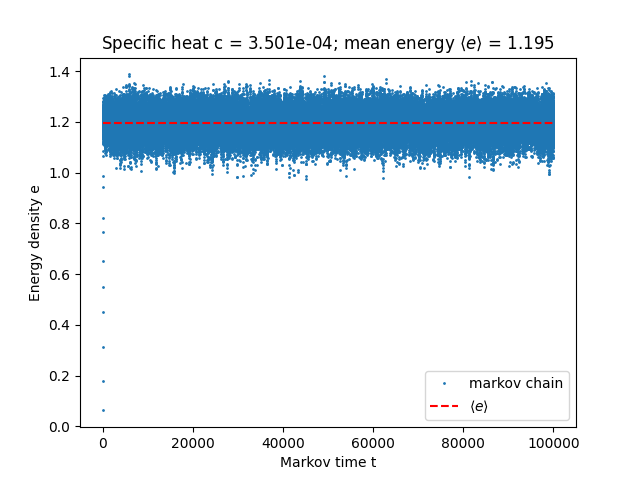 Specific heat c = 3.501e-04; mean energy ⟨e⟩ = 1.195
1.4
1.2
1.0
0.8
0.6
0.4
0.2
0.0
Energy density e
markov chain
⟨e⟩
0 20000 40000 60000 80000 100000
Markov time t